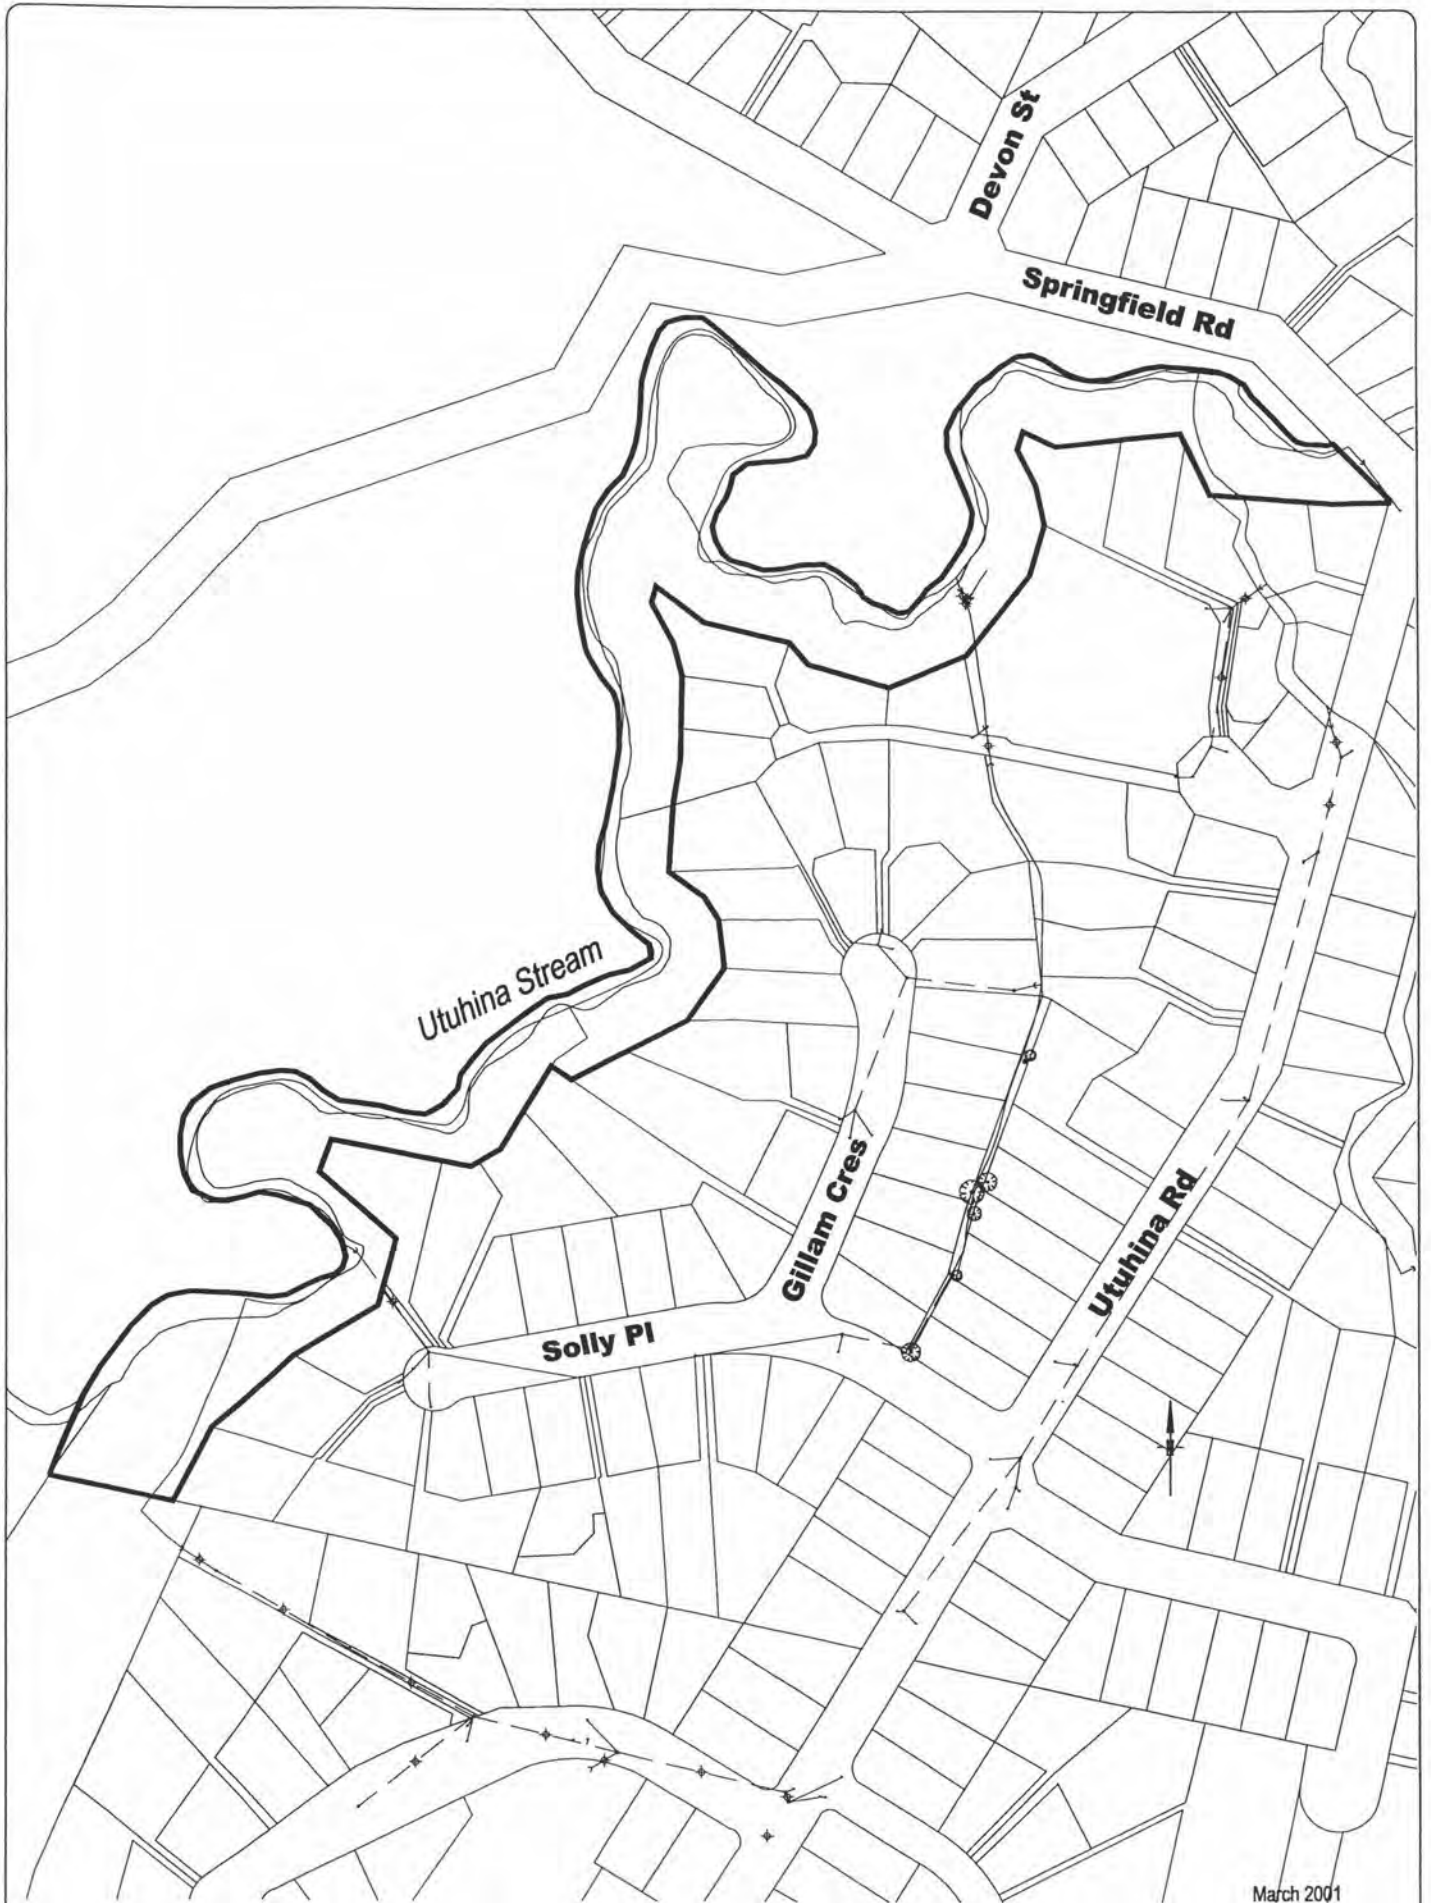 Devon St
Springfield Rd
Utuhina Stream
Gillam Cres
Utuhina Rd
Solly Pl
March 2001